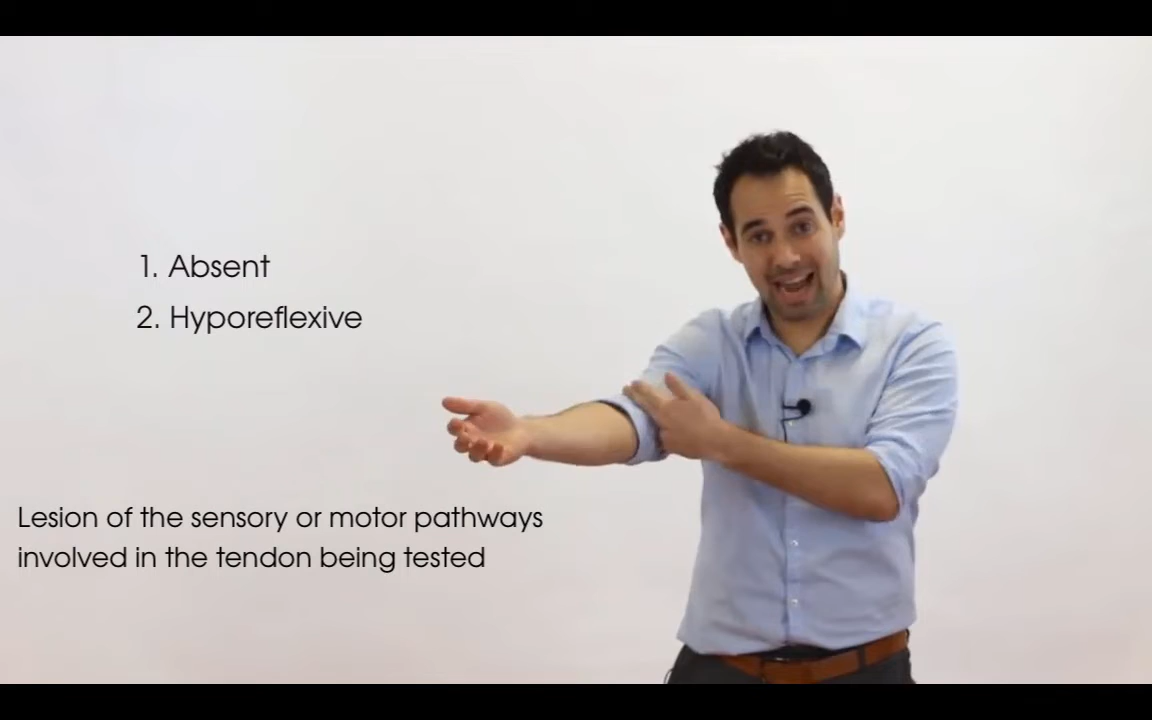 1. Absent
2. Hyporeflexive
Lesion of the sensory or motor pathways
involved in the tendon being tested